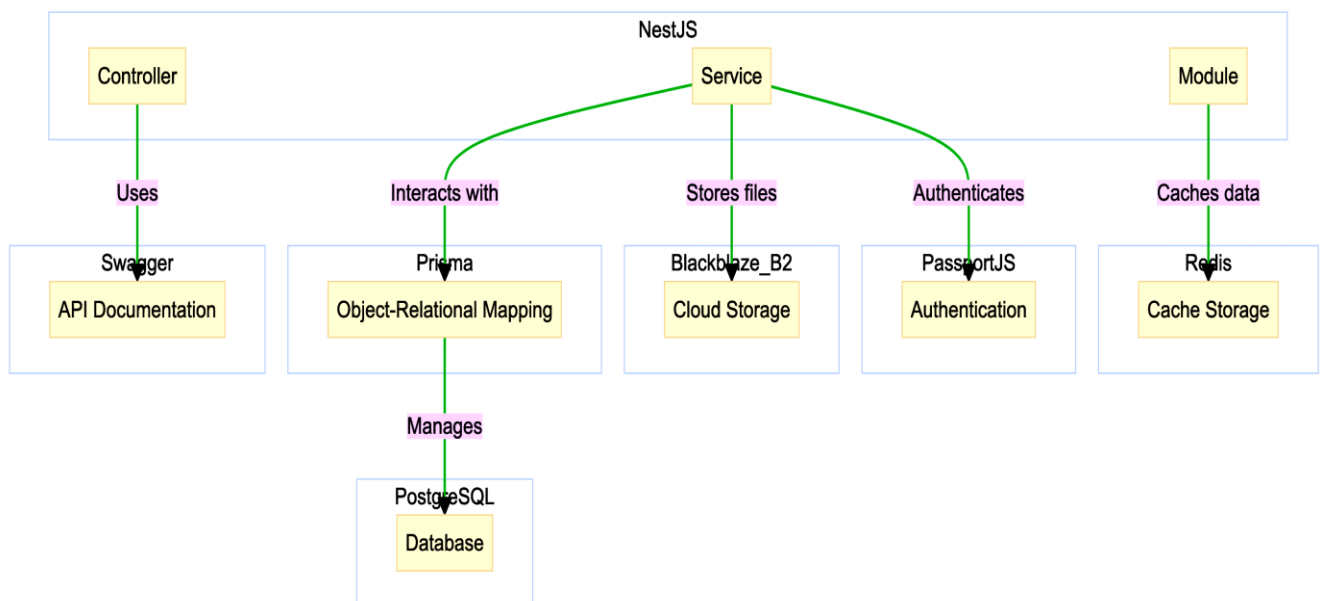 NestJS
Controller
Service
Module
Uses
Interacts with
Stores files
Authenticates
Caches data
Swagger
Prisma
Blackblaze_B2
PassportJS
Redis
API Documentation
Object-Relational Mapping
Cloud Storage
Authentication
Cache Storage
Manages
PostgreSQL
Database